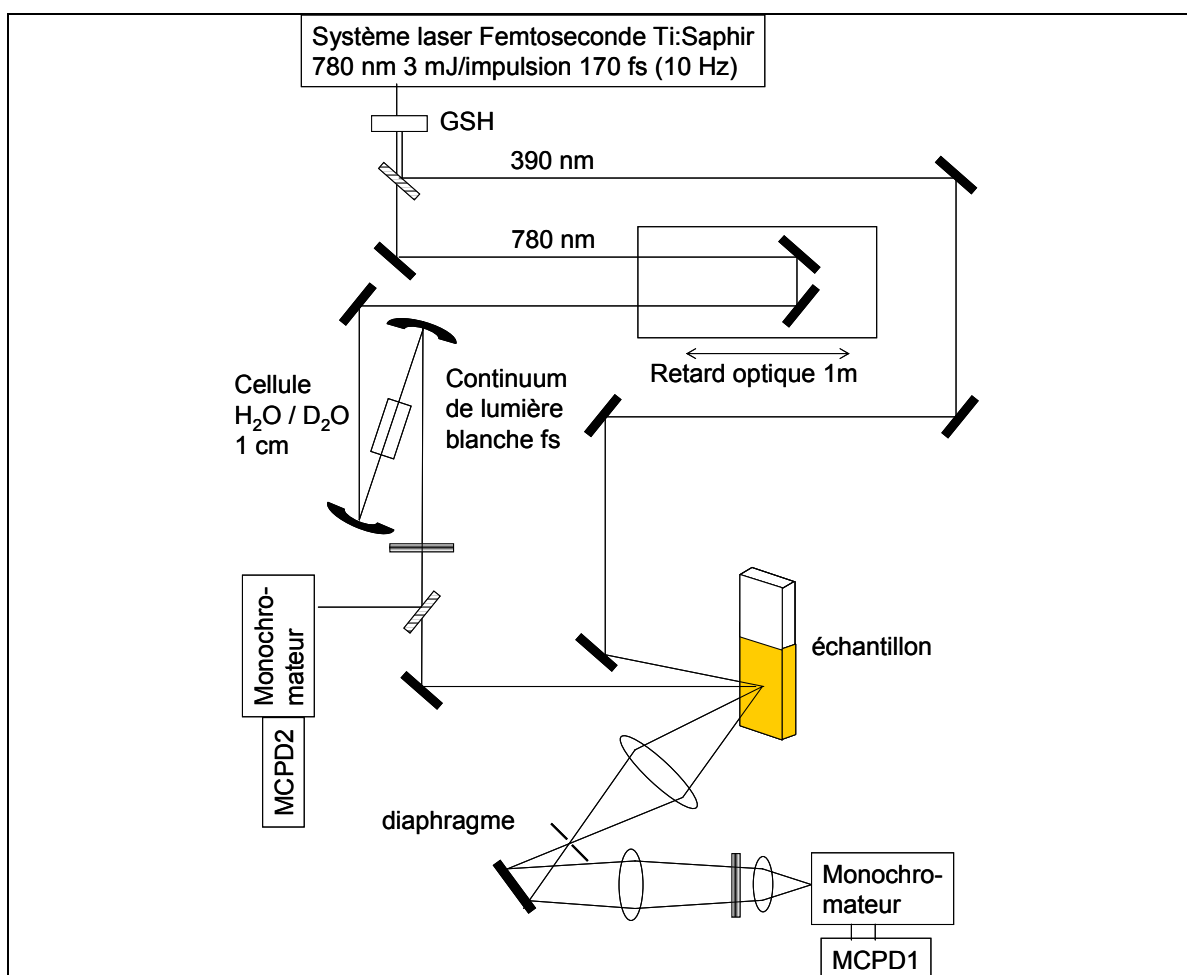 Système laser Femtoseconde Ti:Saphir
780 nm 3 mJ/impulsion 170 fs (10 Hz)
GSH
390 nm
780 nm
Retard optique 1m
Cellule
H₂O / D₂O
1 cm
Continuum
de lumière
blanche fs
Monochro-
mateur
MCPD2
échantillon
diaphragme
Monochro-
mateur
MCPD1